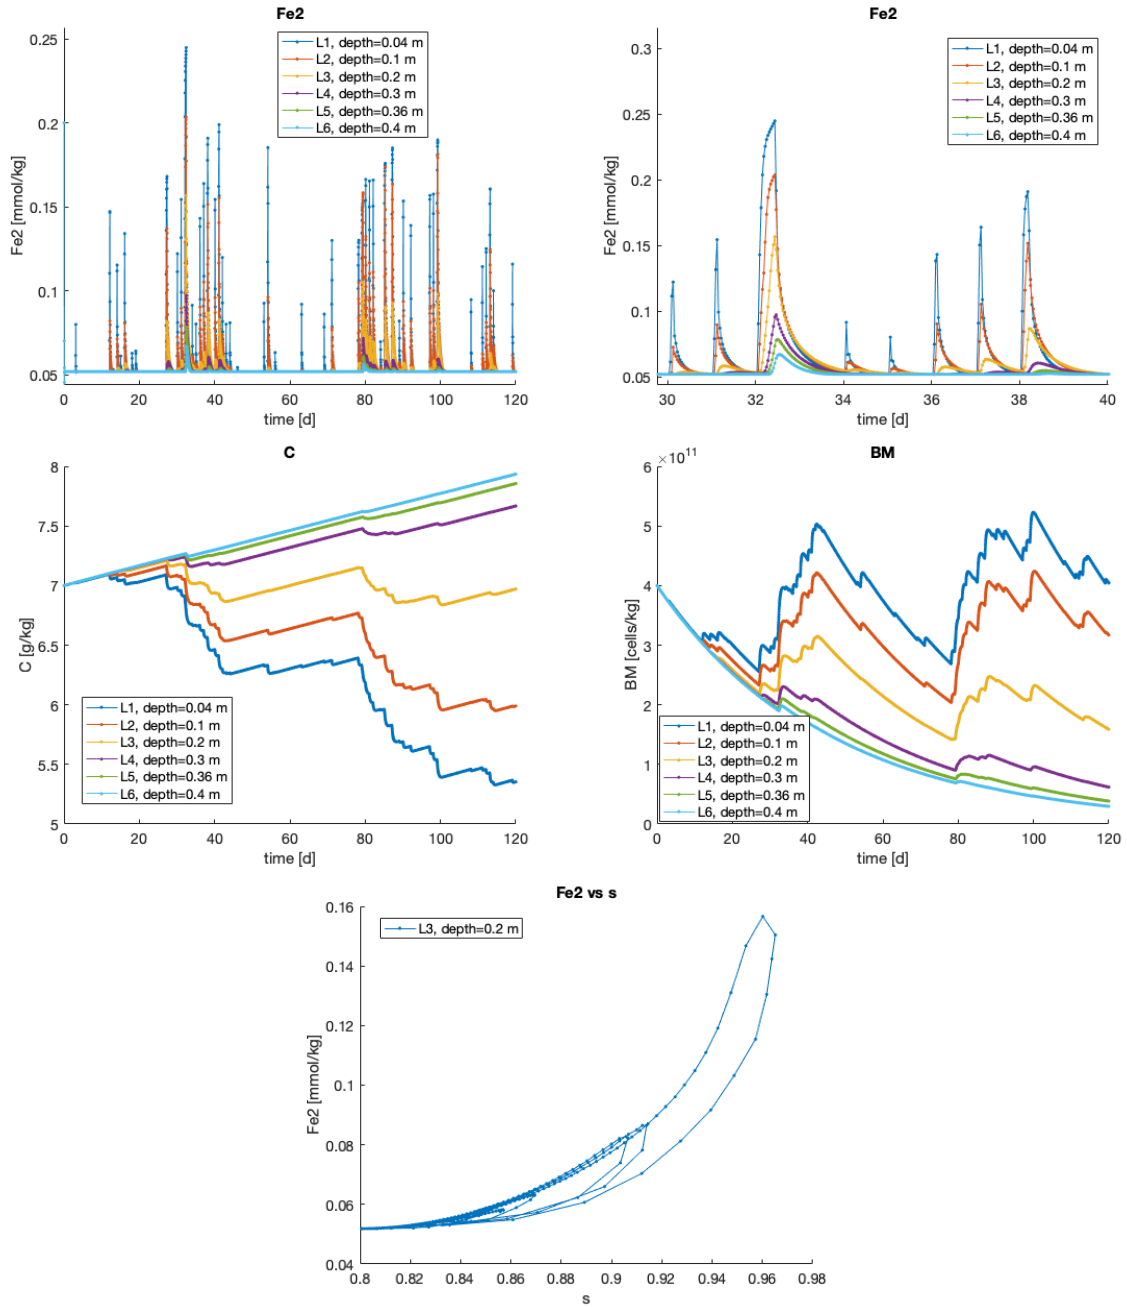 Fe2
0.25
0.2
0.15
0.1
0.05
Fe2 [mmol/kg]
L1, depth=0.04 m
L2, depth=0.1 m
L3, depth=0.2 m
L4, depth=0.3 m
L5, depth=0.36 m
L6, depth=0.4 m
0 20 40 60 80 100 120
time [d]
Fe2
0.3
0.25
0.2
0.15
0.1
0.05
Fe2 [mmol/kg]
L1, depth=0.04 m
L2, depth=0.1 m
L3, depth=0.2 m
L4, depth=0.3 m
L5, depth=0.36 m
L6, depth=0.4 m
30 32 34 36 38 40
time [d]
C
8
7.5
7
6.5
6
5.5
5
C [g/kg]
L1, depth=0.04 m
L2, depth=0.1 m
L3, depth=0.2 m
L4, depth=0.3 m
L5, depth=0.36 m
L6, depth=0.4 m
0 20 40 60 80 100 120
time [d]
BM
×10¹¹
6
5
4
3
2
1
0
BM [cells/kg]
L1, depth=0.04 m
L2, depth=0.1 m
L3, depth=0.2 m
L4, depth=0.3 m
L5, depth=0.36 m
L6, depth=0.4 m
0 20 40 60 80 100 120
time [d]
Fe2 vs s
0.16
0.14
0.12
0.1
0.08
0.06
0.04
Fe2 [mmol/kg]
L3, depth=0.2 m
0.8 0.82 0.84 0.86 0.88 0.9 0.92 0.94 0.96 0.98
s